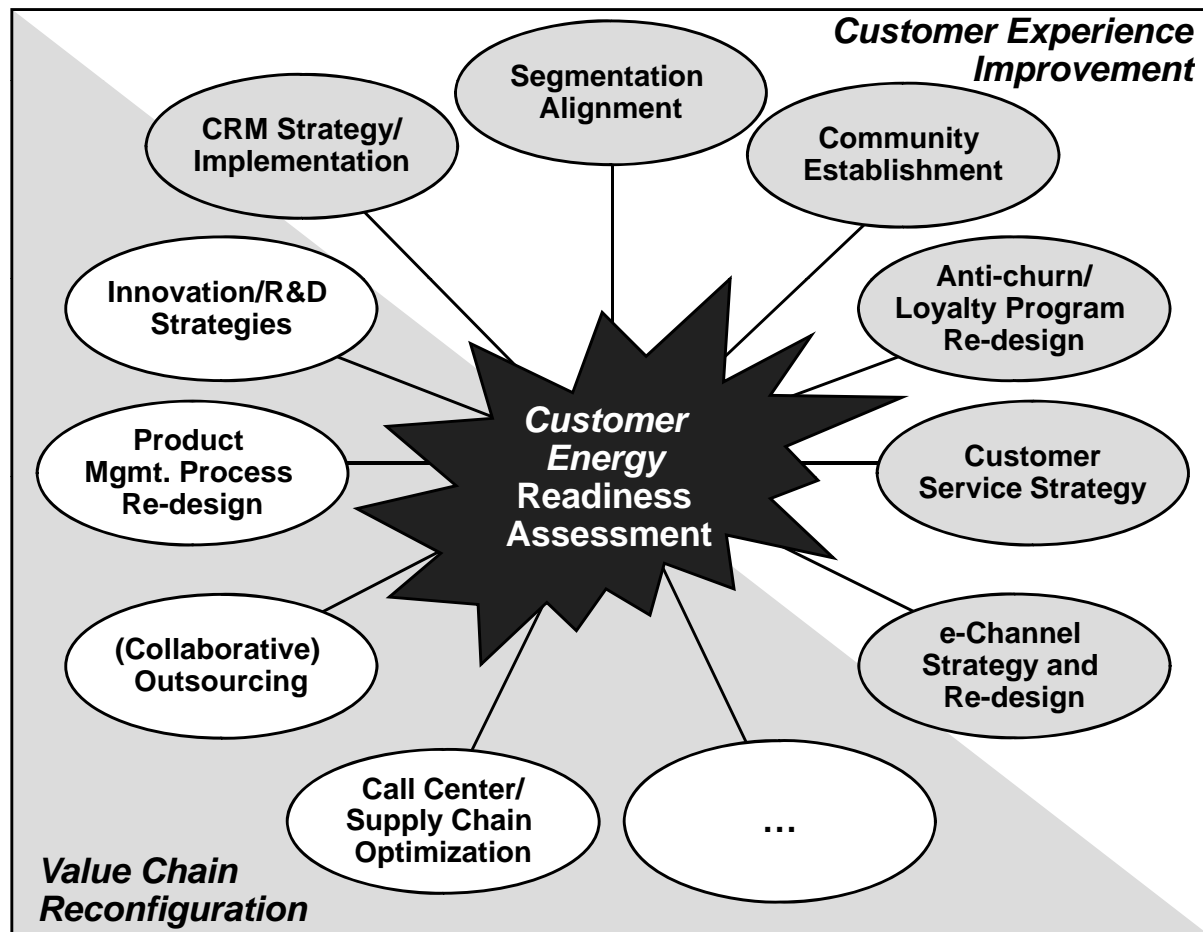 Customer Experience
Improvement
Segmentation
Alignment
CRM Strategy/
Implementation
Community
Establishment
Innovation/R&D
Strategies
Anti-churn/
Loyalty Program
Re-design
Customer
Energy
Readiness
Assessment
Product
Mgmt. Process
Re-design
Customer
Service Strategy
(Collaborative)
Outsourcing
e-Channel
Strategy and
Re-design
Call Center/
Supply Chain
Optimization
...
Value Chain
Reconfiguration